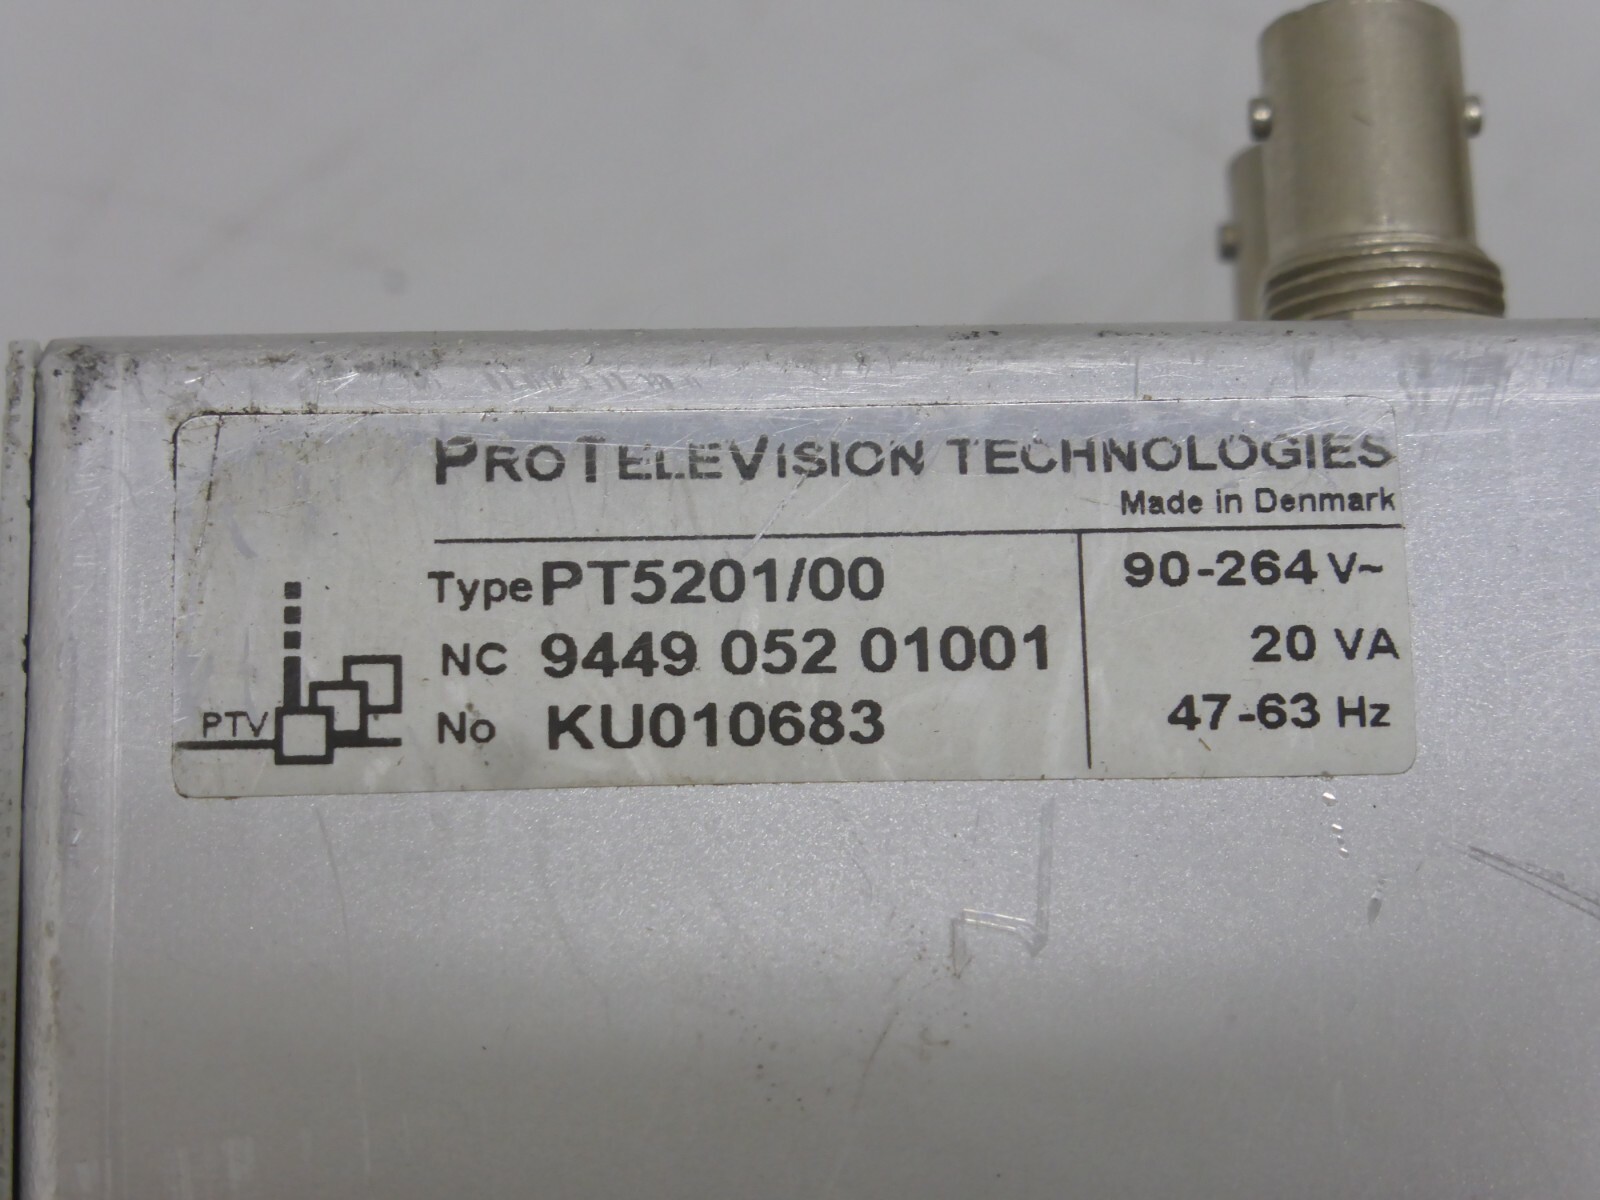 PROTELEVISION TECHNOLOGIES
Made in Denmark
Type PT5201/00
90-264 V~
NC 9449 052 01001
20 VA
No KU010683
47-63 Hz
PTV